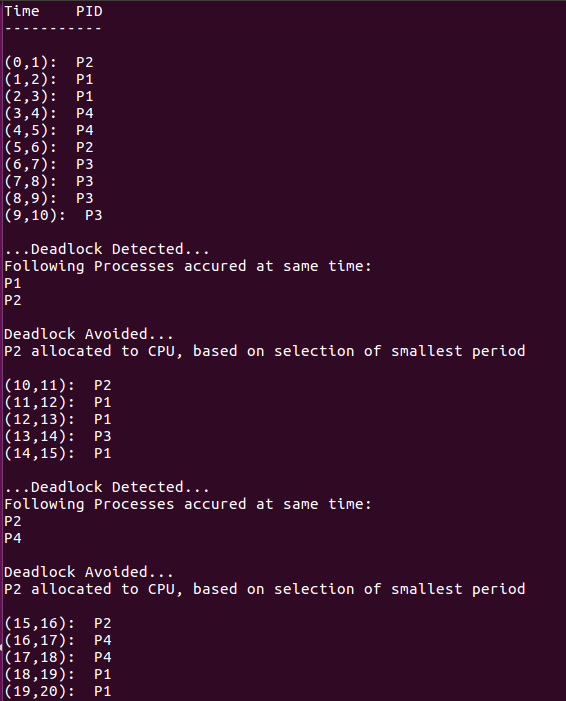 Time    PID
-----------
(0,1):  P2
(1,2):  P1
(2,3):  P1
(3,4):  P4
(4,5):  P4
(5,6):  P2
(6,7):  P3
(7,8):  P3
(8,9):  P3
(9,10):  P3
...Deadlock Detected...
Following Processes accured at same time:
P1
P2
Deadlock Avoided...
P2 allocated to CPU, based on selection of smallest period
(10,11):  P2
(11,12):  P1
(12,13):  P1
(13,14):  P3
(14,15):  P1
...Deadlock Detected...
Following Processes accured at same time:
P2
P4
Deadlock Avoided...
P2 allocated to CPU, based on selection of smallest period
(15,16):  P2
(16,17):  P4
(17,18):  P4
(18,19):  P1
(19,20):  P1